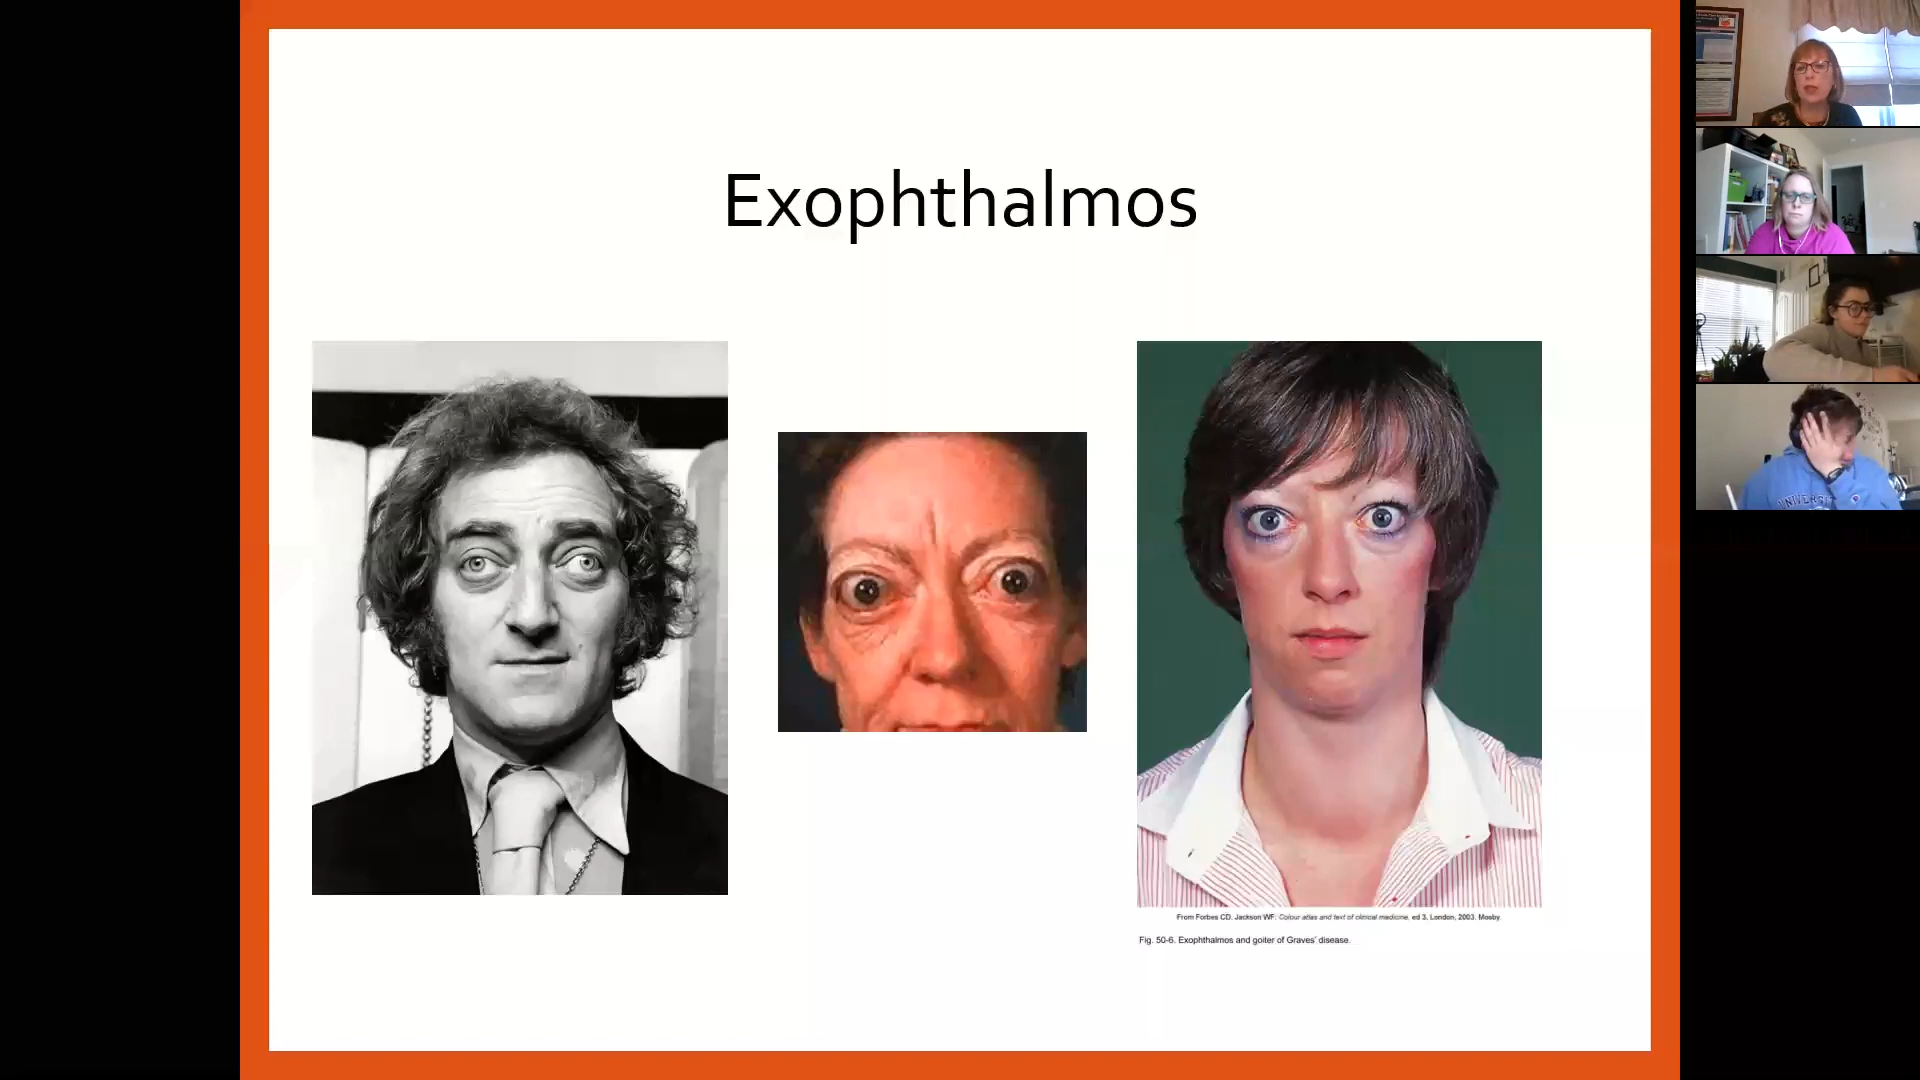 Exophthalmos
From Forbes CD, Jackson WF: Colour atlas and text of clinical medicine, ed 3, London, 2003, Mosby.
Fig. 50-6. Exophthalmos and goiter of Graves' disease.